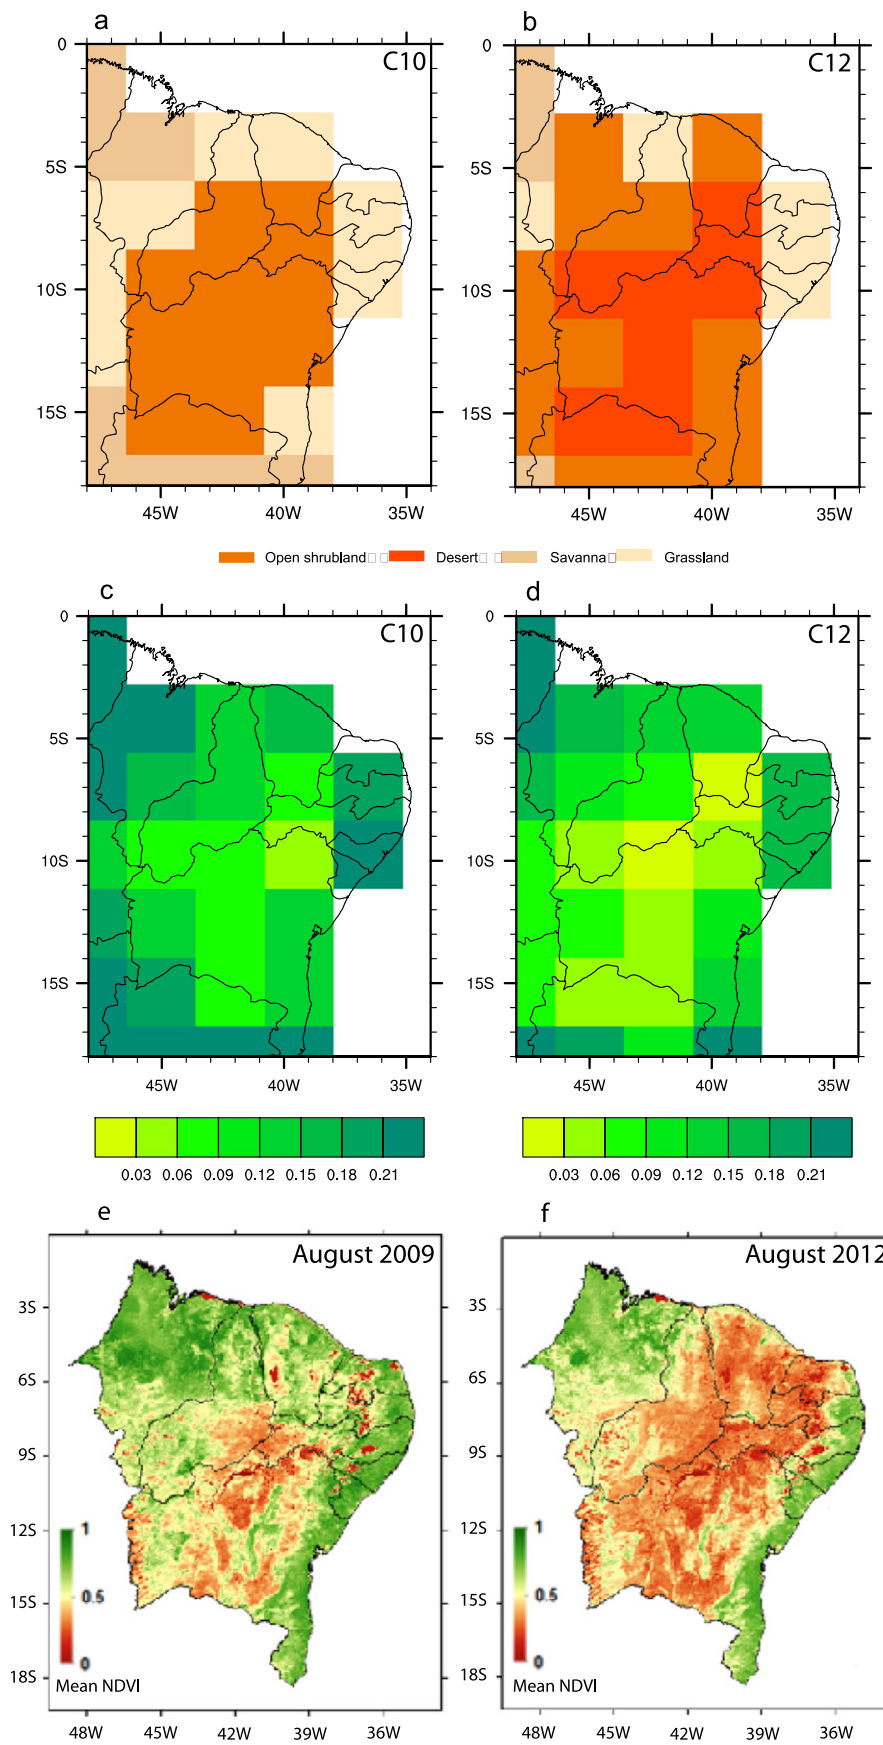 a
b
C10
C12
0
5S
10S
15S
0
5S
10S
15S
45W 40W 35W
45W 40W 35W
Open shrubland Desert Savanna Grassland
c
d
C10
C12
0
5S
10S
15S
0
5S
10S
15S
45W 40W 35W
45W 40W 35W
0.03 0.06 0.09 0.12 0.15 0.18 0.21
0.03 0.06 0.09 0.12 0.15 0.18 0.21
e
f
August 2009
August 2012
3S
6S
9S
12S
15S
18S
1
0.5
0
Mean NDVI
3S
6S
9S
12S
15S
18S
1
0.5
0
Mean NDVI
48W 45W 42W 39W 36W
48W 45W 42W 39W 36W